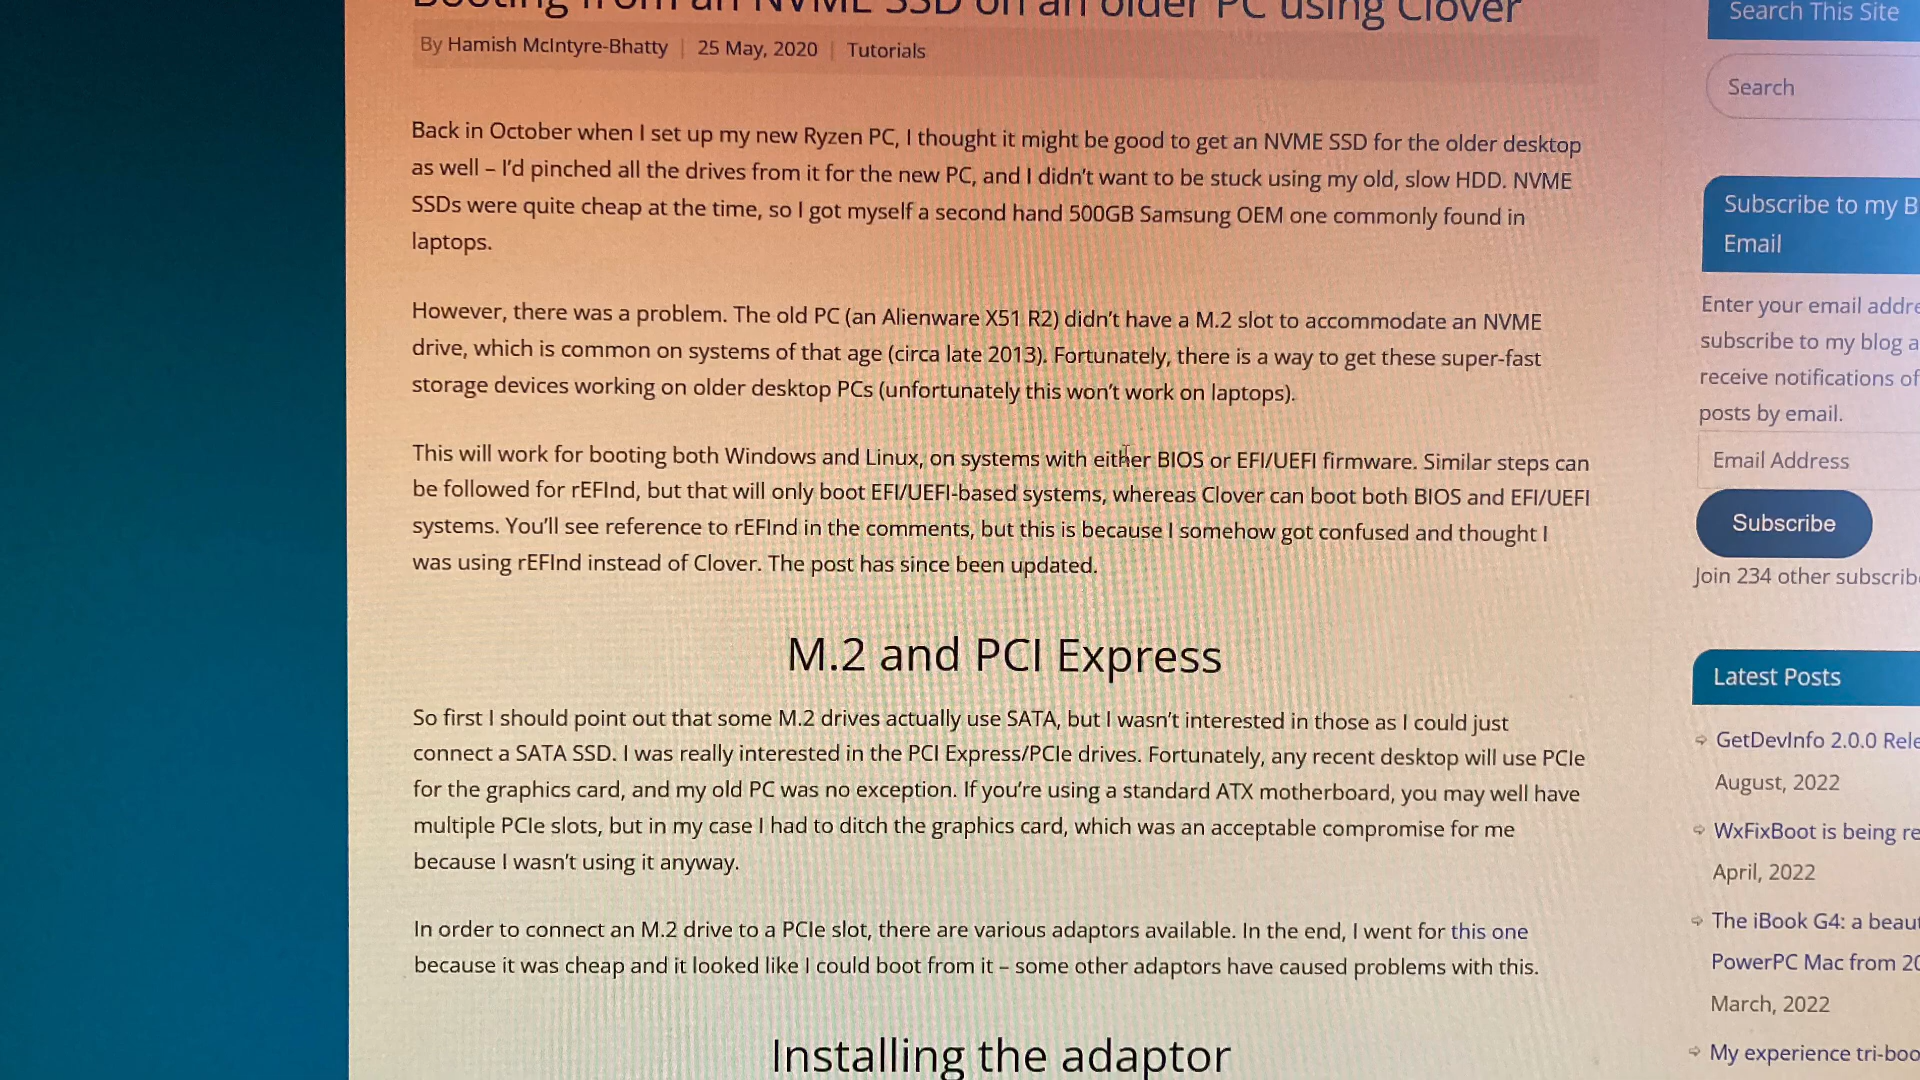 Booting from an NVME SSD on an older PC using Clover
By Hamish McIntyre-Bhatty | 25 May, 2020 | Tutorials
Back in October when I set up my new Ryzen PC, I thought it might be good to get an NVME SSD for the older desktop
as well – I’d pinched all the drives from it for the new PC, and I didn’t want to be stuck using my old, slow HDD. NVME
SSDs were quite cheap at the time, so I got myself a second hand 500GB Samsung OEM one commonly found in
laptops.
However, there was a problem. The old PC (an Alienware X51 R2) didn’t have a M.2 slot to accommodate an NVME
drive, which is common on systems of that age (circa late 2013). Fortunately, there is a way to get these super-fast
storage devices working on older desktop PCs (unfortunately this won’t work on laptops).
This will work for booting both Windows and Linux, on systems with either BIOS or EFI/UEFI firmware. Similar steps can
be followed for rEFInd, but that will only boot EFI/UEFI-based systems, whereas Clover can boot both BIOS and EFI/UEFI
systems. You’ll see reference to rEFInd in the comments, but this is because I somehow got confused and thought I
was using rEFInd instead of Clover. The post has since been updated.
M.2 and PCI Express
So first I should point out that some M.2 drives actually use SATA, but I wasn’t interested in those as I could just
connect a SATA SSD. I was really interested in the PCI Express/PCIe drives. Fortunately, any recent desktop will use PCIe
for the graphics card, and my old PC was no exception. If you’re using a standard ATX motherboard, you may well have
multiple PCIe slots, but in my case I had to ditch the graphics card, which was an acceptable compromise for me
because I wasn’t using it anyway.
In order to connect an M.2 drive to a PCIe slot, there are various adaptors available. In the end, I went for this one
because it was cheap and it looked like I could boot from it – some other adaptors have caused problems with this.
Installing the adaptor
Search This Site
Search
Subscribe to my B
Email
Enter your email addre
subscribe to my blog a
receive notifications of
posts by email.
Email Address
Subscribe
Join 234 other subscrib
Latest Posts
GetDevInfo 2.0.0 Rele
August, 2022
WxFixBoot is being re
April, 2022
The iBook G4: a beau
PowerPC Mac from 20
March, 2022
My experience tri-boo